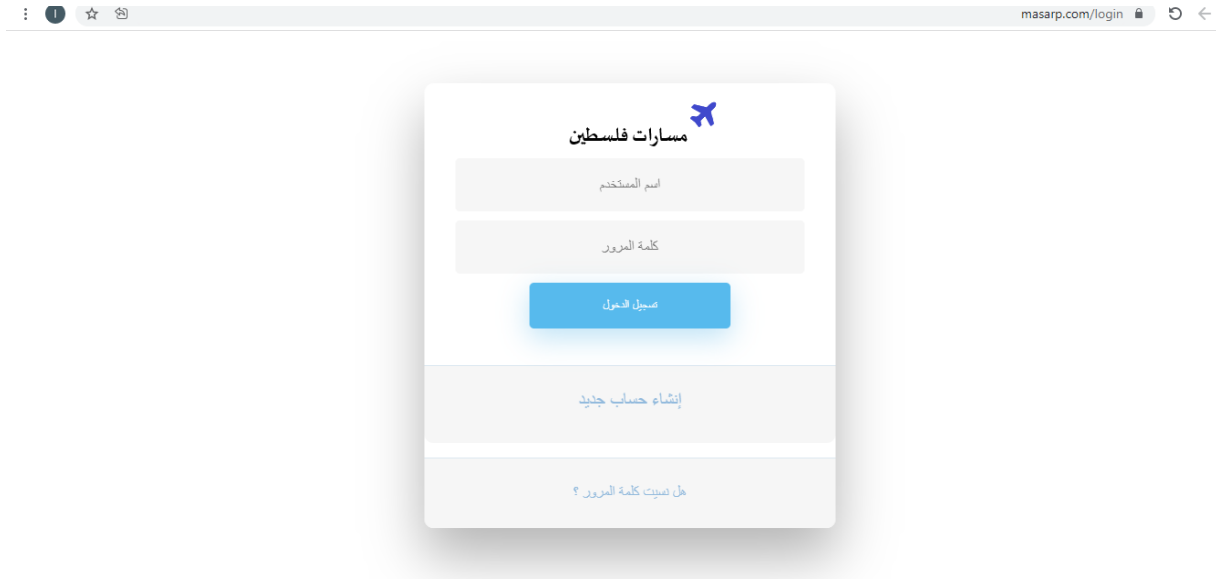 masarp.com/login
مسارات فلسطين
اسم المستخدم
كلمة المرور
تسجيل الدخول
إنشاء حساب جديد
هل نسيت كلمة المرور ؟